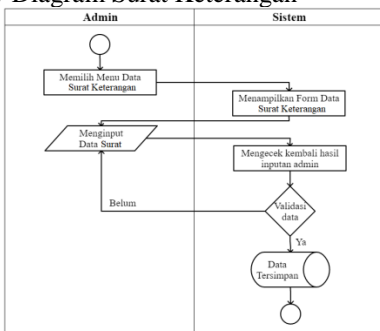 Diagram Surat Keterangan
Admin
Sistem
Memilih Menu Data
Surat Keterangan
Menampilkan Form Data
Surat Keterangan
Menginput
Data Surat
Mengecek kembali hasil
inputan admin
Belum
Validasi
data
Ya
Data
Tersimpan